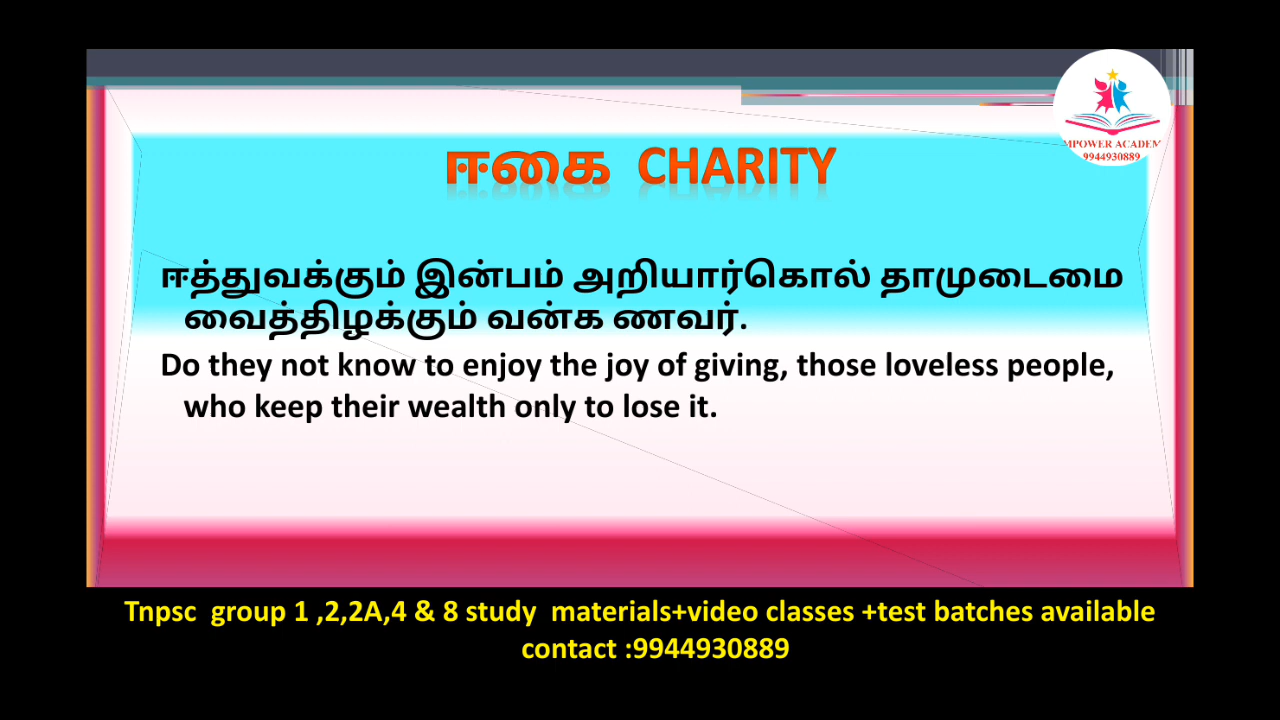 MPOWER ACADEM
9944930889
ஈகை CHARITY
ஈத்துவக்கும் இன்பம் அறியார்கொல் தாமுடைமை
வைத்திழக்கும் வன்க ணவர்.
Do they not know to enjoy the joy of giving, those loveless people,
who keep their wealth only to lose it.
Tnpsc group 1 ,2,2A,4 & 8 study materials+video classes +test batches available
contact :9944930889